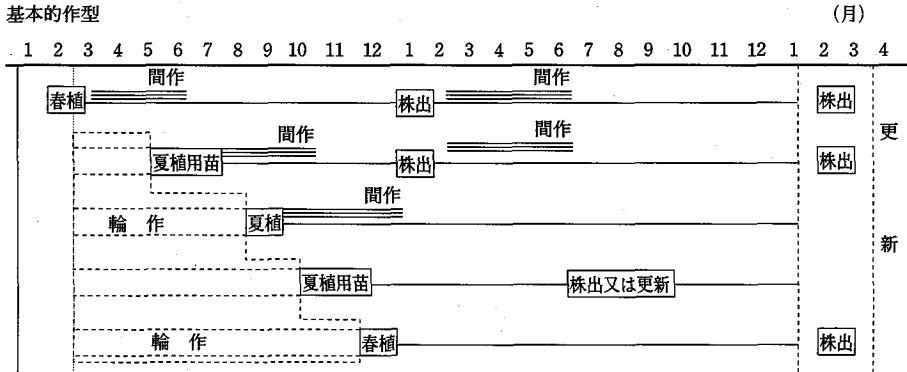 基本的作型 (月)
1 2 3 4 5 6 7 8 9 10 11 12 1 2 3 4 5 6 7 8 9 10 11 12 1 2 3 4
間作 間作
春植 株出 株出
間作 間作 更
夏植用苗 株出 株出
間作
輪作 夏植
新
夏植用苗 株出又は更新
輪作 春植 株出